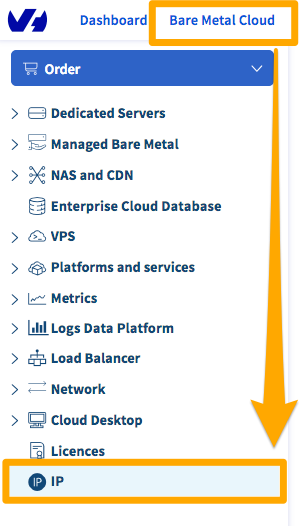 Dashboard Bare Metal Cloud
Order
Dedicated Servers
Managed Bare Metal
NAS and CDN
Enterprise Cloud Database
VPS
Platforms and services
Metrics
Logs Data Platform
Load Balancer
Network
Cloud Desktop
Licences
IP IP